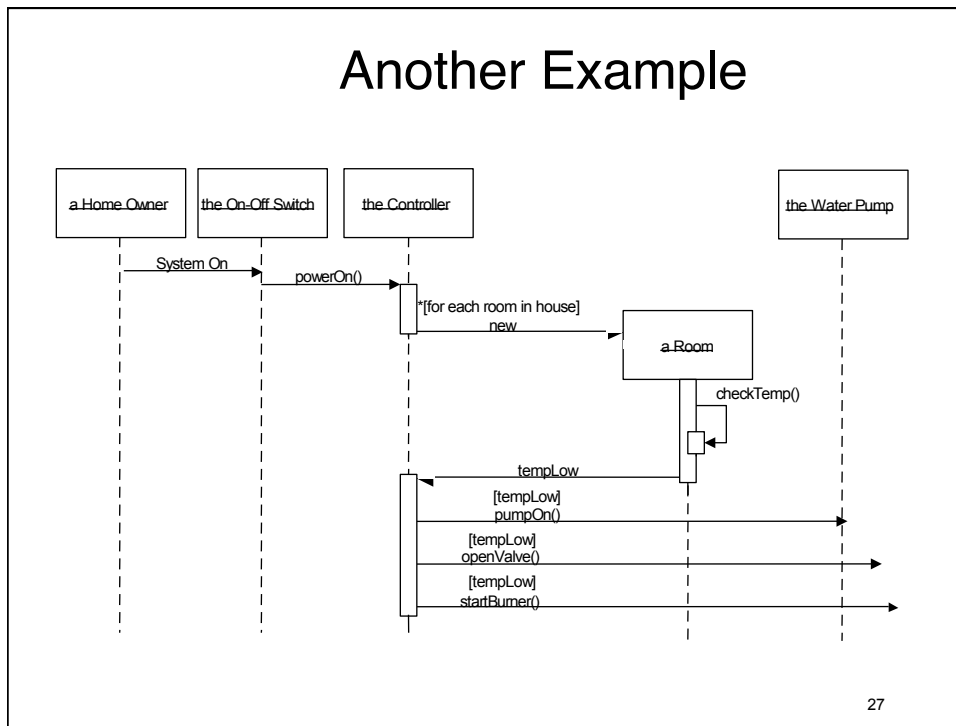 Another Example
a Home Owner
the On-Off Switch
the Controller
the Water Pump
System On
powerOn()
*[for each room in house]
new
a Room
checkTemp()
tempLow
[tempLow]
pumpOn()
[tempLow]
openValve()
[tempLow]
startBurner()
27